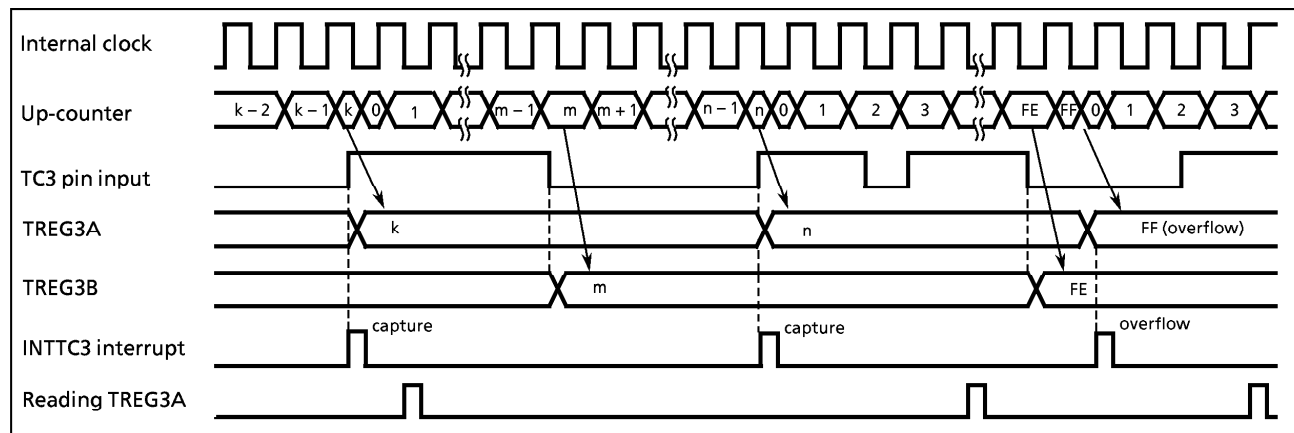 Internal clock
Up-counter k – 2 k – 1 k 0 1 m – 1 m m + 1 n – 1 n 0 1 2 3 FE FF 0 1 2 3
TC3 pin input
TREG3A k n FF (overflow)
TREG3B m FE
capture capture overflow
INTTC3 interrupt
Reading TREG3A